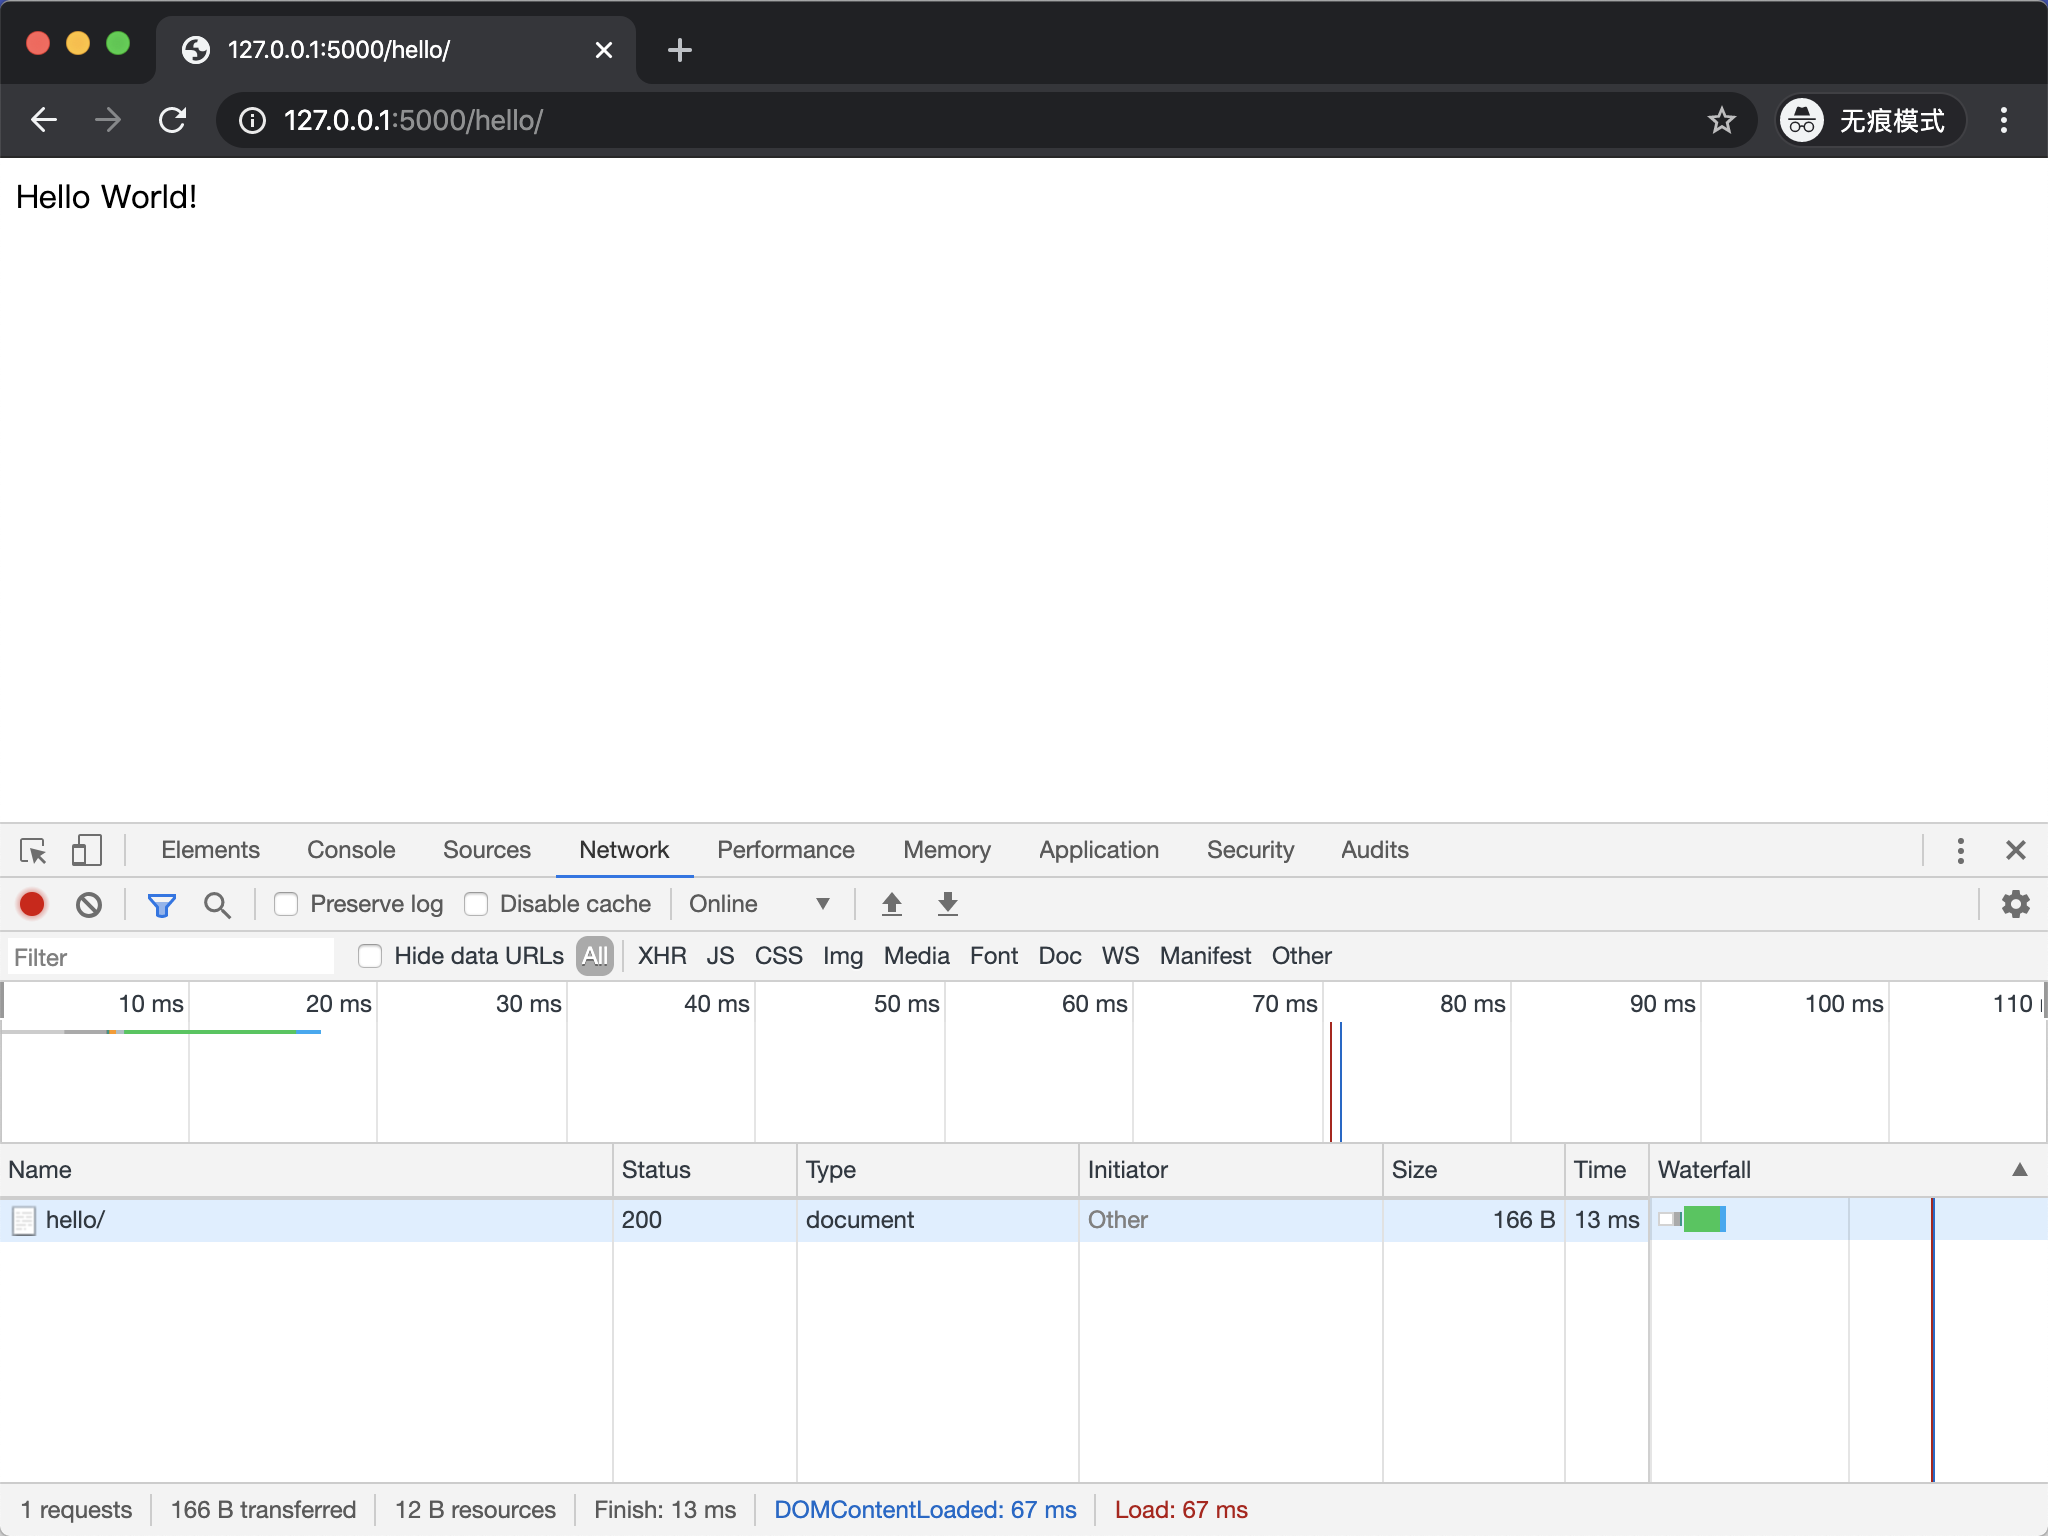 127.0.0.1:5000/hello/
127.0.0.1:5000/hello/ 无痕模式
Hello World!
Elements Console Sources Network Performance Memory Application Security Audits
Preserve log Disable cache Online
Filter Hide data URLs All XHR JS CSS Img Media Font Doc WS Manifest Other
10 ms 20 ms 30 ms 40 ms 50 ms 60 ms 70 ms 80 ms 90 ms 100 ms 110
Name Status Type Initiator Size Time Waterfall
hello/ 200 document Other 166 B 13 ms
1 requests 166 B transferred 12 B resources Finish: 13 ms DOMContentLoaded: 67 ms Load: 67 ms